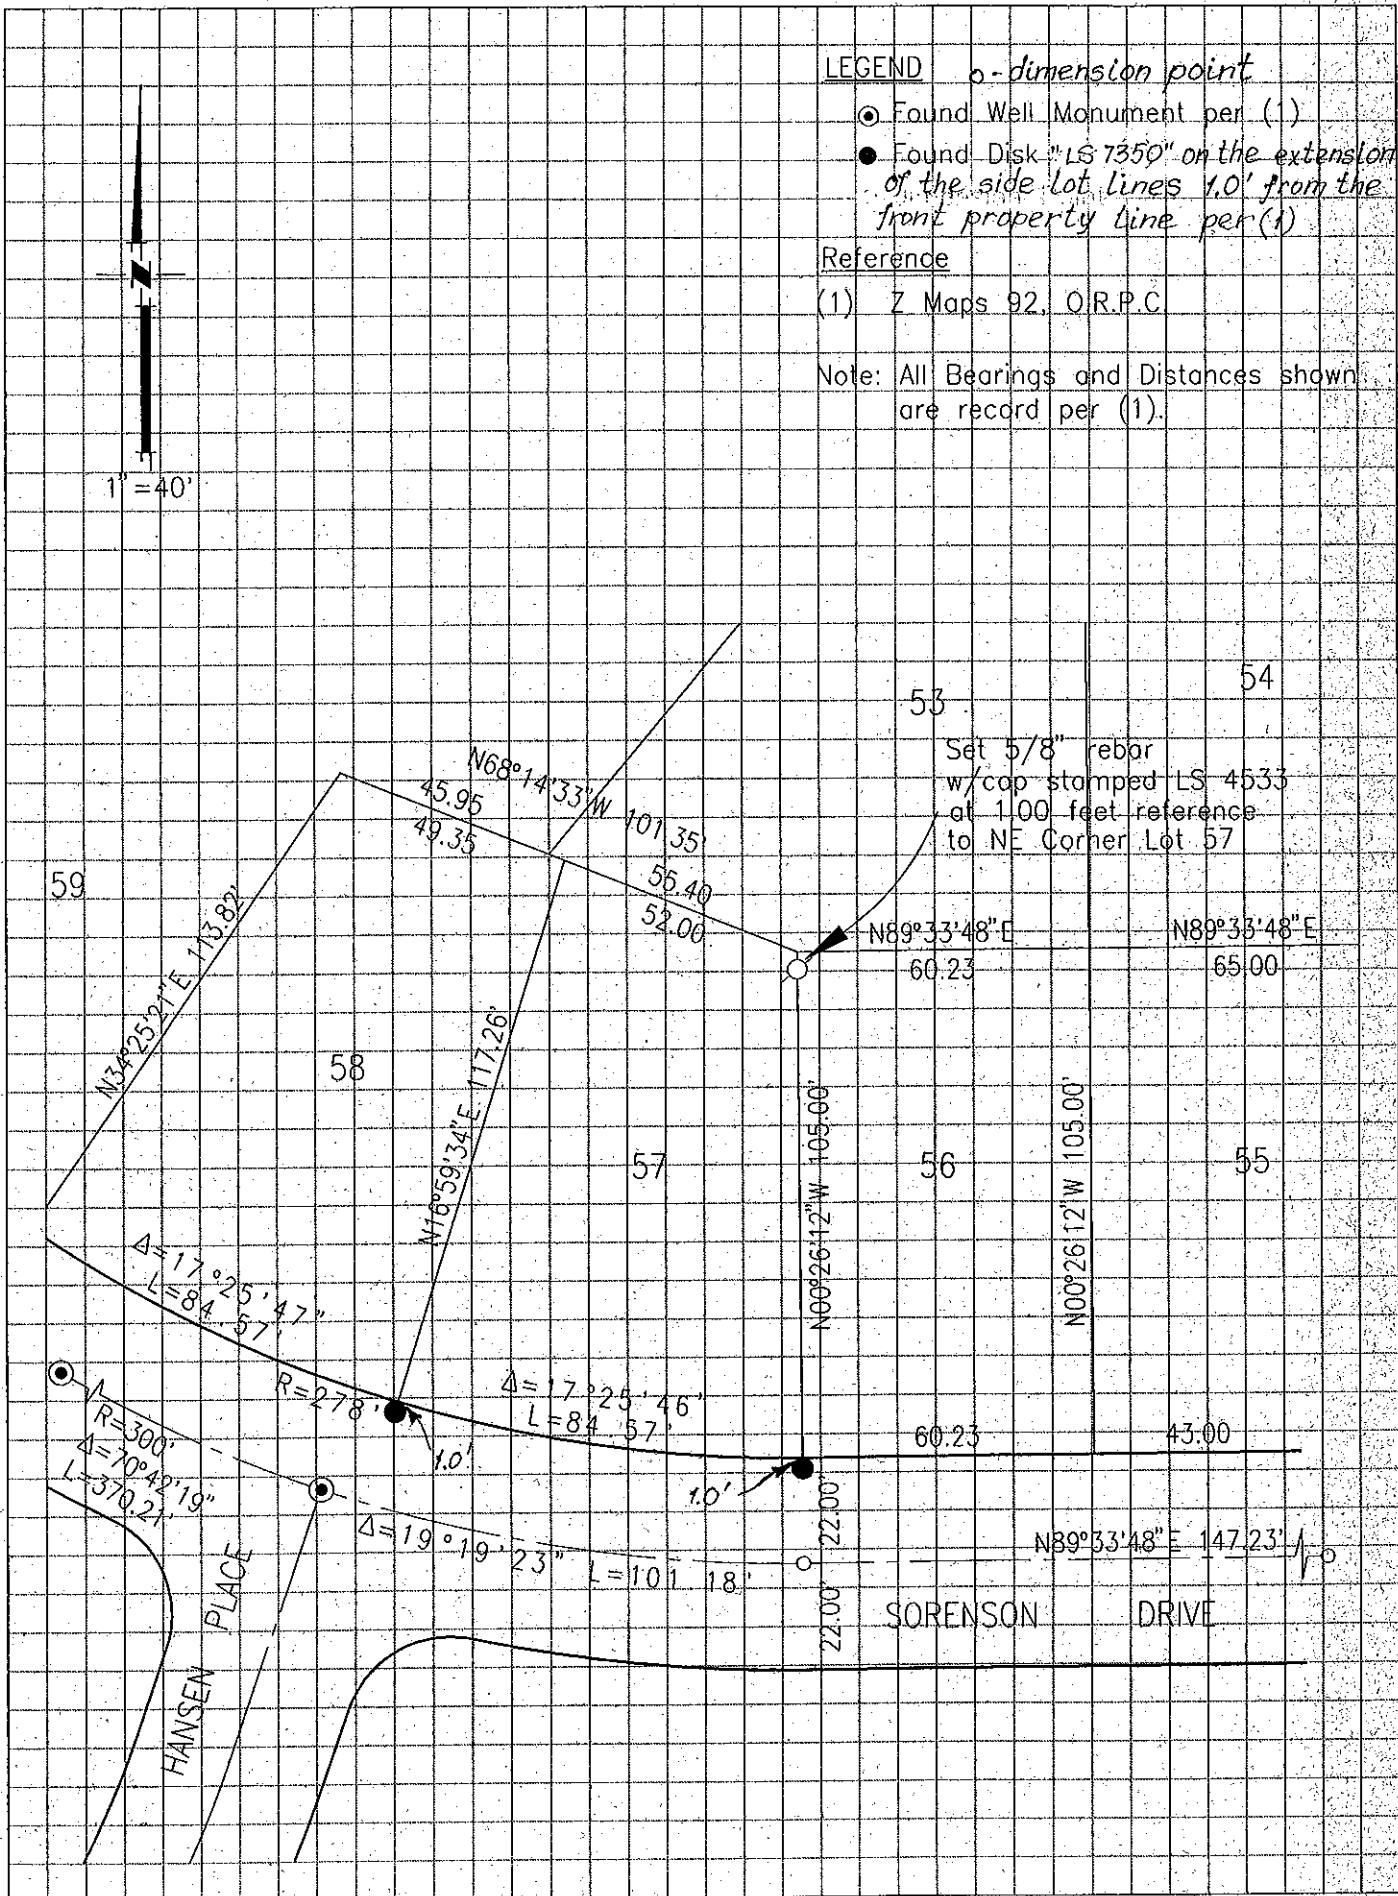 LEGEND o - dimension point
Found Well Monument per (1)
Found Disk "LS 7350" on the extension
of the side lot lines 1.0' from the
front property line per (1)
Reference
(1) Z Maps 92, O.R.P.C.
Note: All Bearings and Distances shown
are record per (1).
1"=40'
54
53
Set 5/8" rebar
w/cap stamped LS 4533
at 1.00 feet reference
to NE Corner Lot 57
N68°14'33"W 101.35'
45.95
49.35
55.40
52.00
59
N89°33'48"E
60.23
N89°33'48"E
65.00
N34°25'21"E 113.82'
58
N16°59'34"E 117.26'
57
N00°26'12"W 105.00'
56
N00°26'12"W 105.00'
55
Δ=17°25'47"
L=84.57'
R=278'
Δ=17°25'46"
L=84.57'
60.23
43.00
1.0'
1.0'
R=300'
Δ=70°42'19"
L=370.21'
Δ=19°19'23" L=101.18'
22.00'
22.00'
N89°33'48"E 147.23'
SORENSON DRIVE
HANSEN PLACE